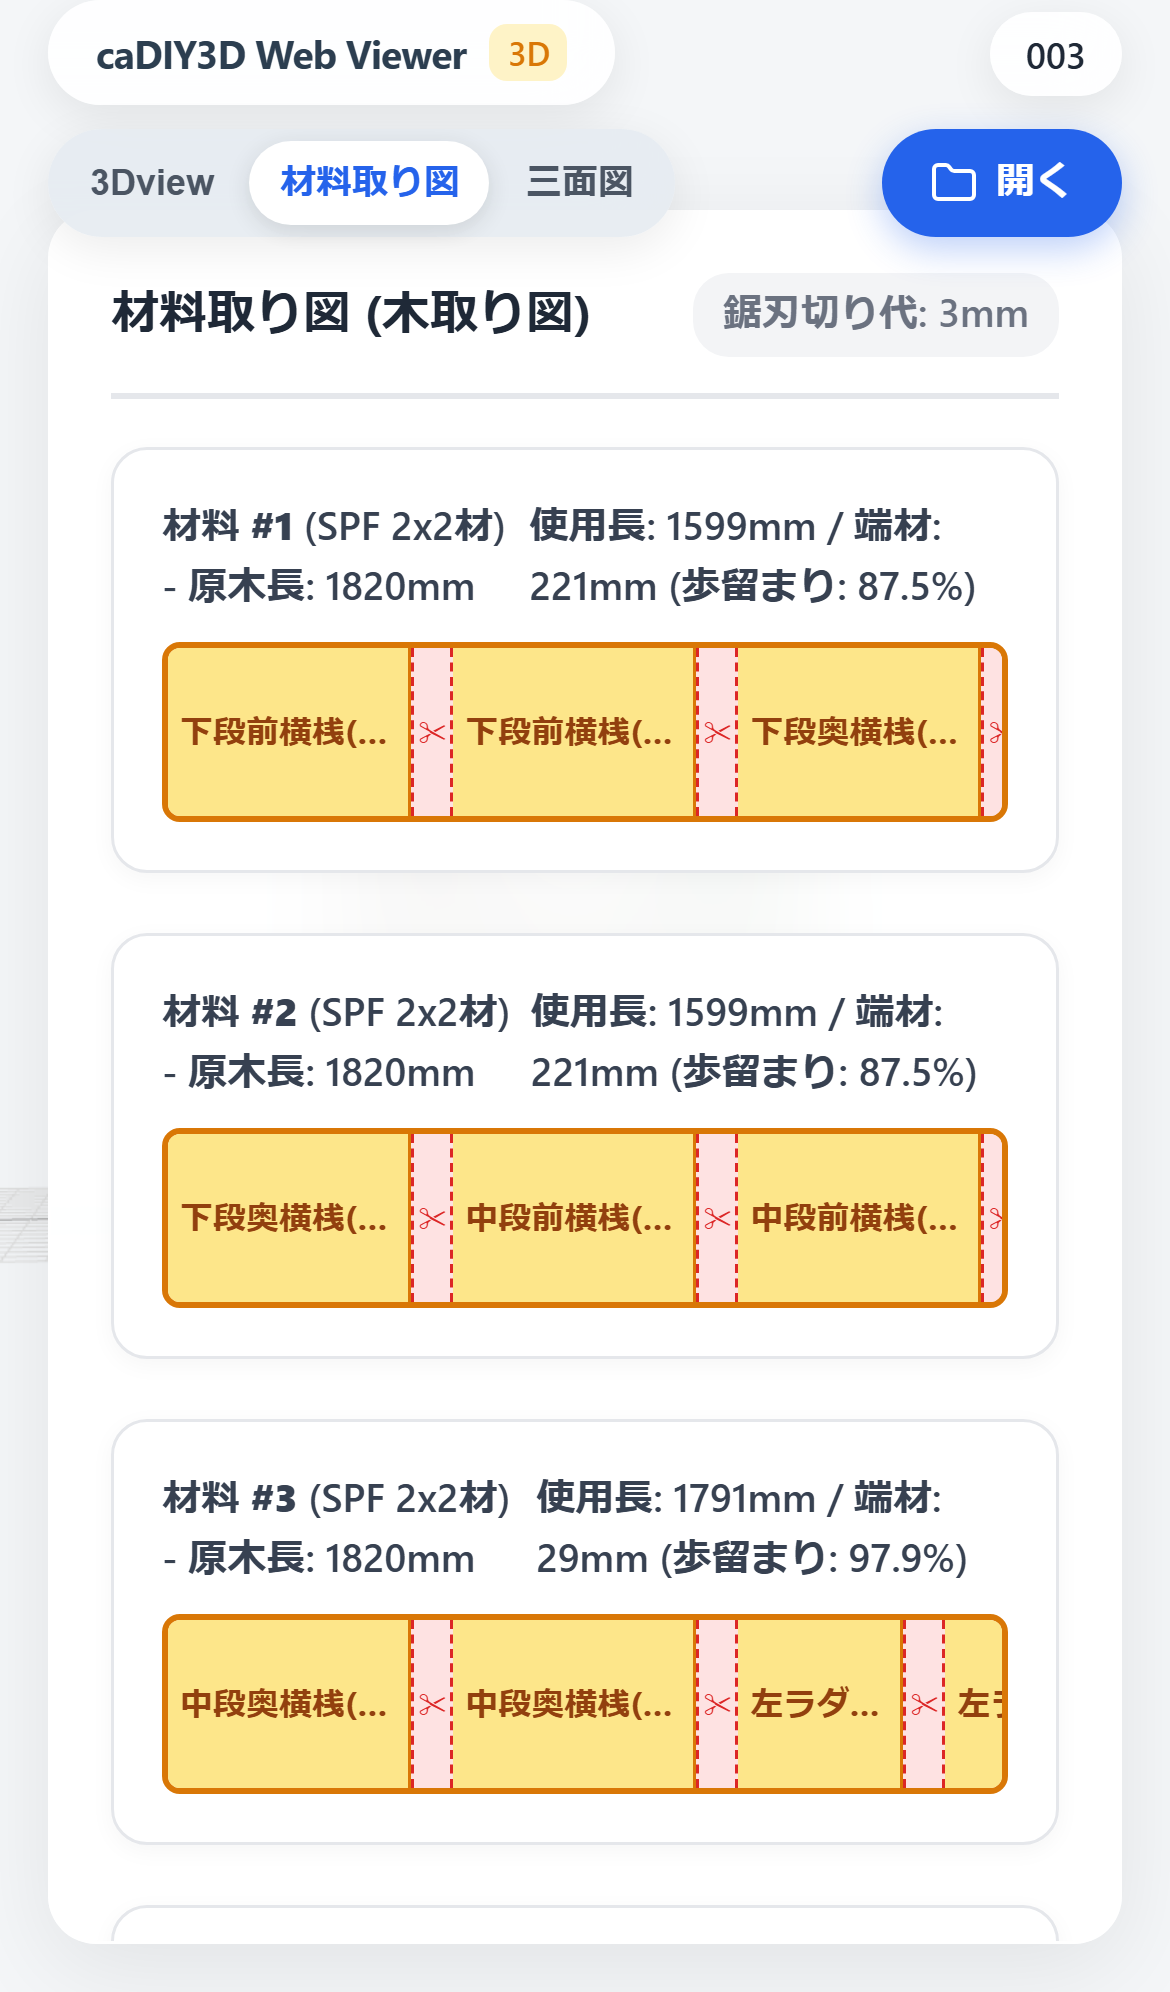 caDIY3D Web Viewer 3D
003
3Dview 材料取り図 三面図
開く
材料取り図 (木取り図)
鋸刃切り代: 3mm
材料 #1 (SPF 2x2材)
- 原木長: 1820mm
使用長: 1599mm / 端材:
221mm (歩留まり: 87.5%)
下段前横桟(... 下段前横桟(... 下段奥横桟(...
材料 #2 (SPF 2x2材)
- 原木長: 1820mm
使用長: 1599mm / 端材:
221mm (歩留まり: 87.5%)
下段奥横桟(... 中段前横桟(... 中段前横桟(...
材料 #3 (SPF 2x2材)
- 原木長: 1820mm
使用長: 1791mm / 端材:
29mm (歩留まり: 97.9%)
中段奥横桟(... 中段奥横桟(... 左ラダ... 左